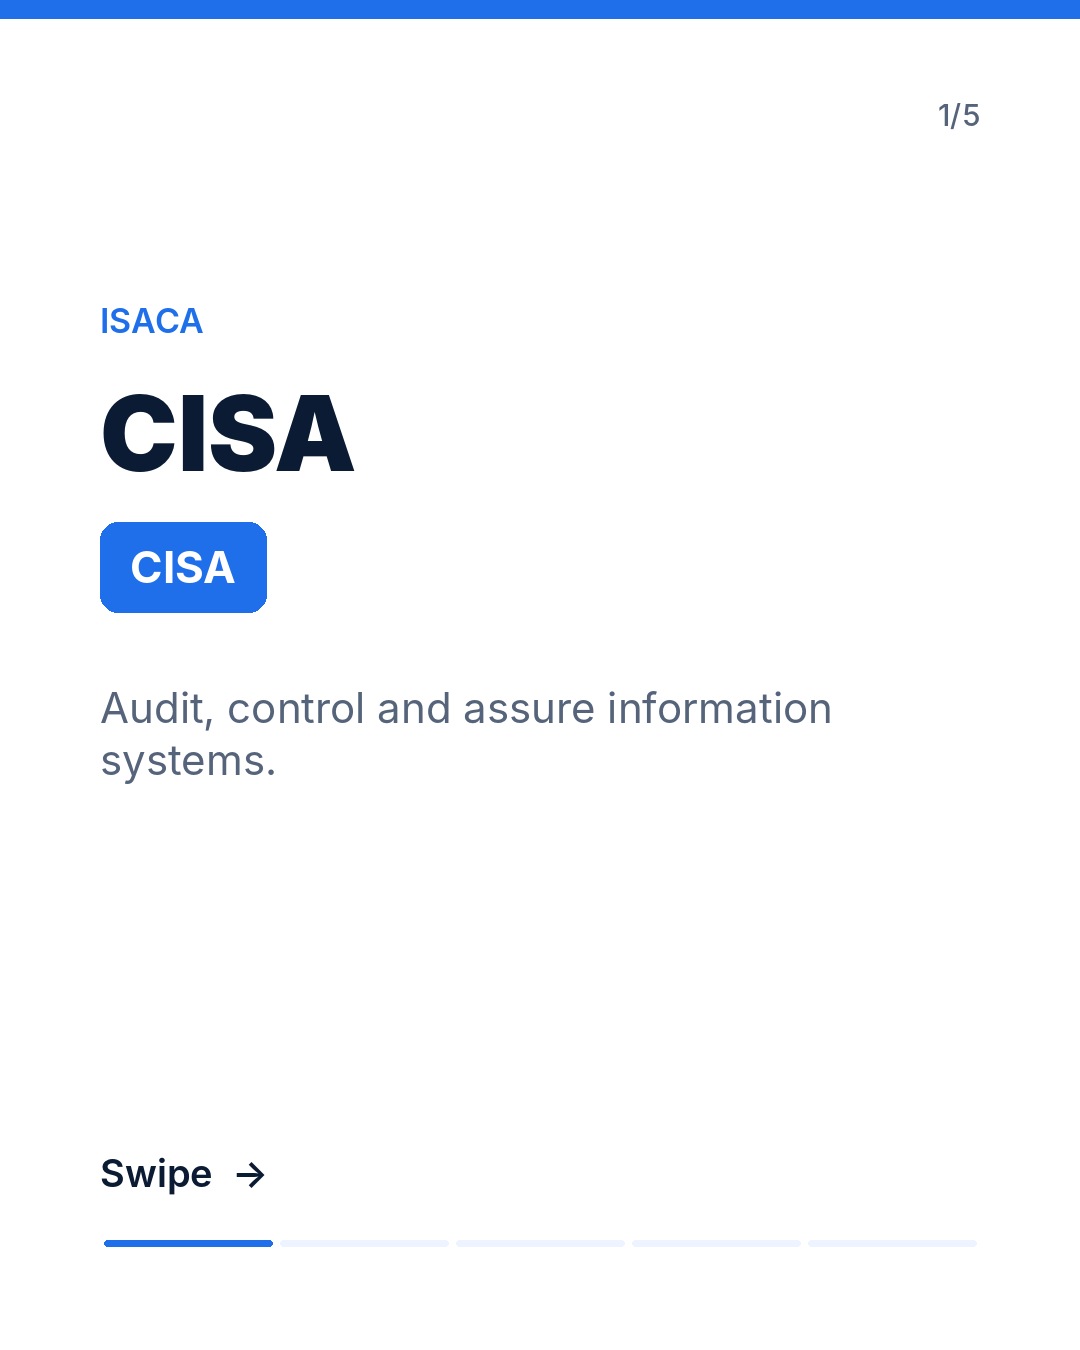 1/5
ISACA
CISA
CISA
Audit, control and assure information
systems.
Swipe →